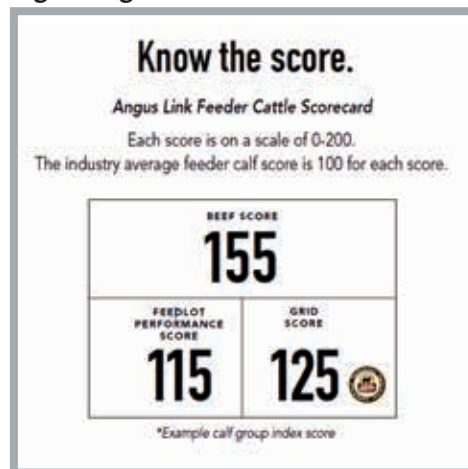 Know the score.
Angus Link Feeder Cattle Scorecard
Each score is on a scale of 0-200.
The industry average feeder calf score is 100 for each score.
BEEF SCORE
155
FEEDLOT
PERFORMANCE
SCORE
115
GRID
SCORE
125
*Example calf group index score